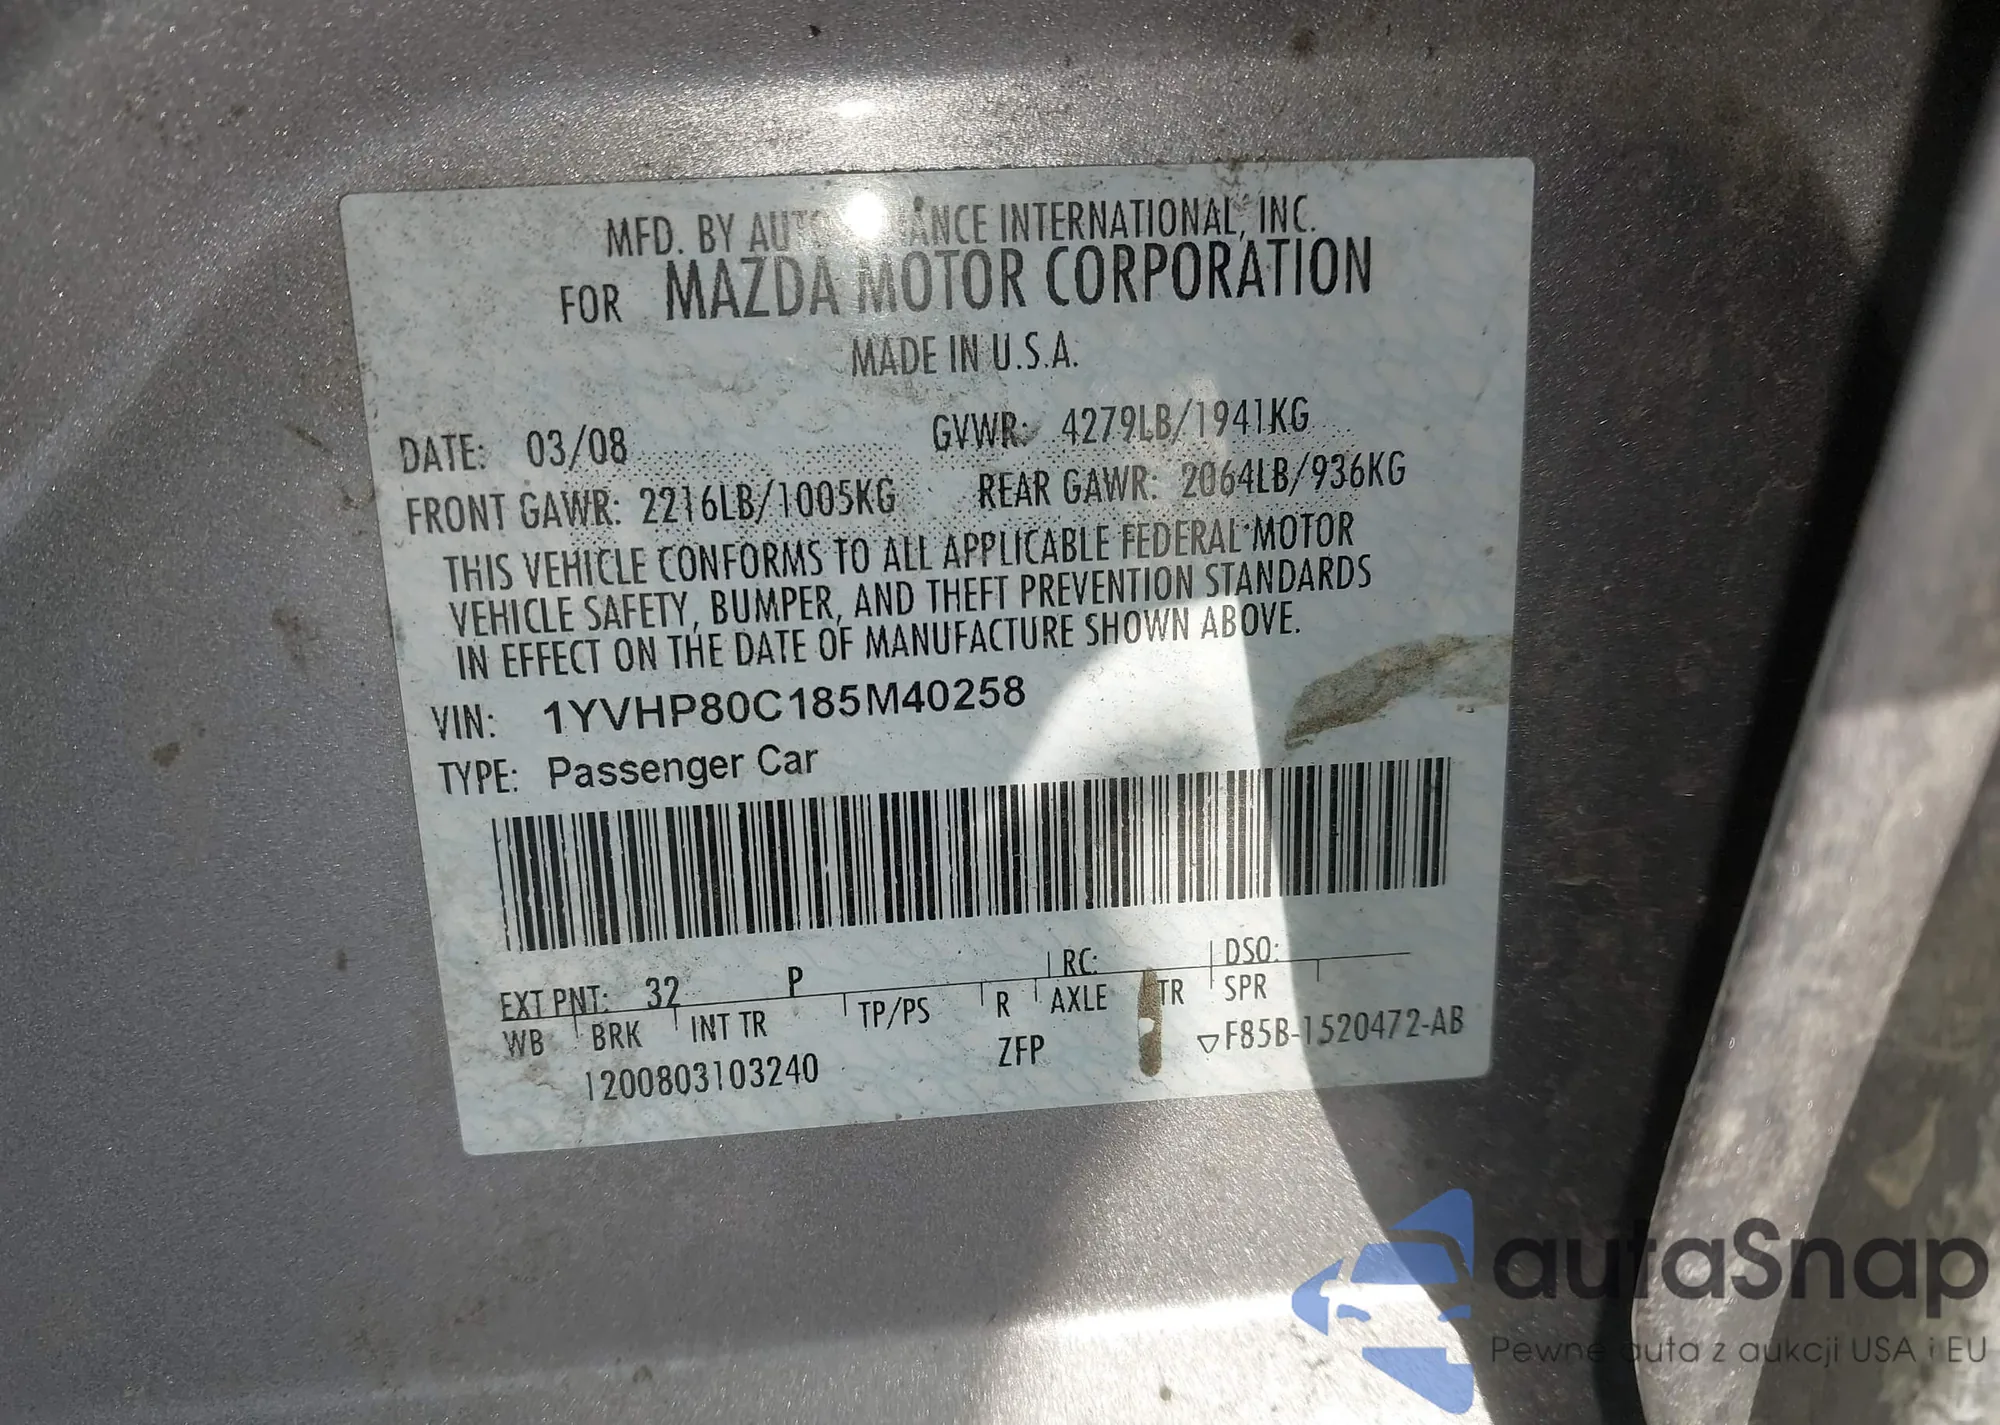 MFD. BY AUTO ALLIANCE INTERNATIONAL, INC.
FOR MAZDA MOTOR CORPORATION
MADE IN U.S.A.
DATE: 03/08 GVWR: 4279LB/1941KG
FRONT GAWR: 2216LB/1005KG REAR GAWR: 2064LB/936KG
THIS VEHICLE CONFORMS TO ALL APPLICABLE FEDERAL MOTOR
VEHICLE SAFETY, BUMPER, AND THEFT PREVENTION STANDARDS
IN EFFECT ON THE DATE OF MANUFACTURE SHOWN ABOVE.
VIN: 1YVHP80C185M40258
TYPE: Passenger Car
EXT PNT: 32 P RC: DSO:
WB BRK INT TR TP/PS R AXLE TR SPR
1200803103240 ZFP ▽F85B-1520472-AB
autaSnap
Pewne auta z aukcji USA i EU